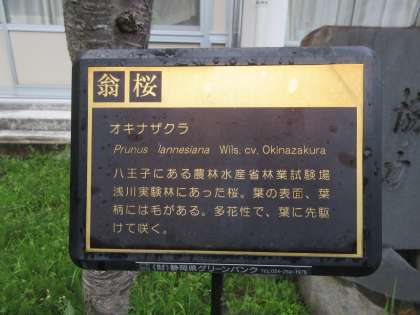 翁桜
オキナザクラ
Prunus lannesiana Wils. cv. Okinazakura
八王子にある農林水産省林業試験場
浅川実験林にあった桜。葉の表面、葉
柄には毛がある。多花性で、葉に先駆
けて咲く。
(財)静岡県グリーンバンク